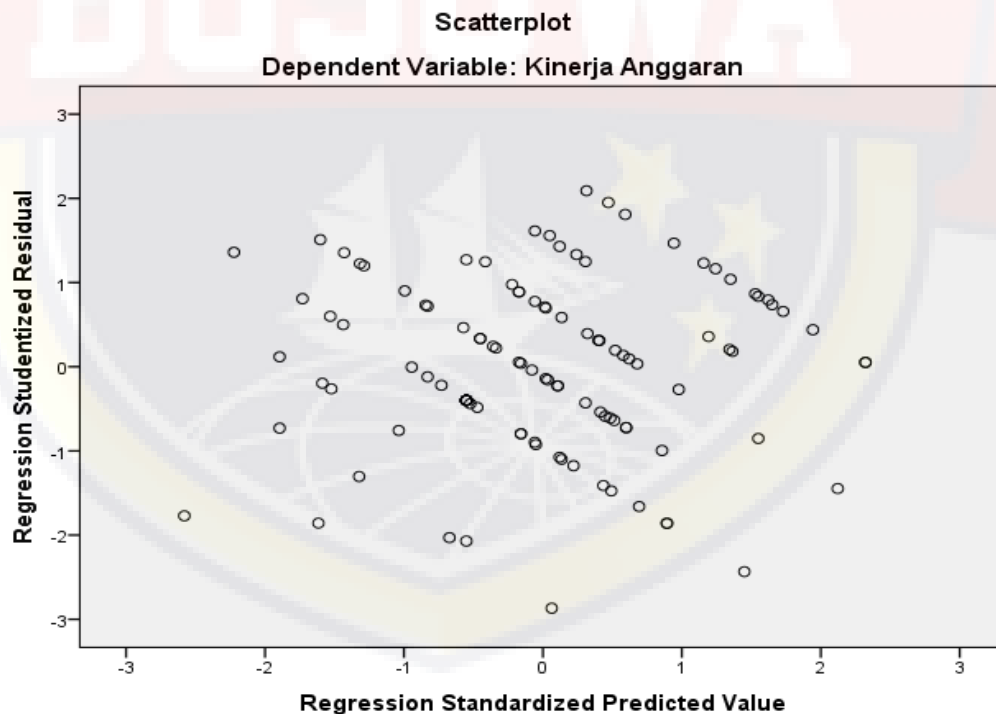 BOSOWA
Scatterplot
Dependent Variable: Kinerja Anggaran
Regression Studentized Residual
3
2
1
0
-1
-2
-3
-3
-2
-1
0
1
2
3
Regression Standardized Predicted Value